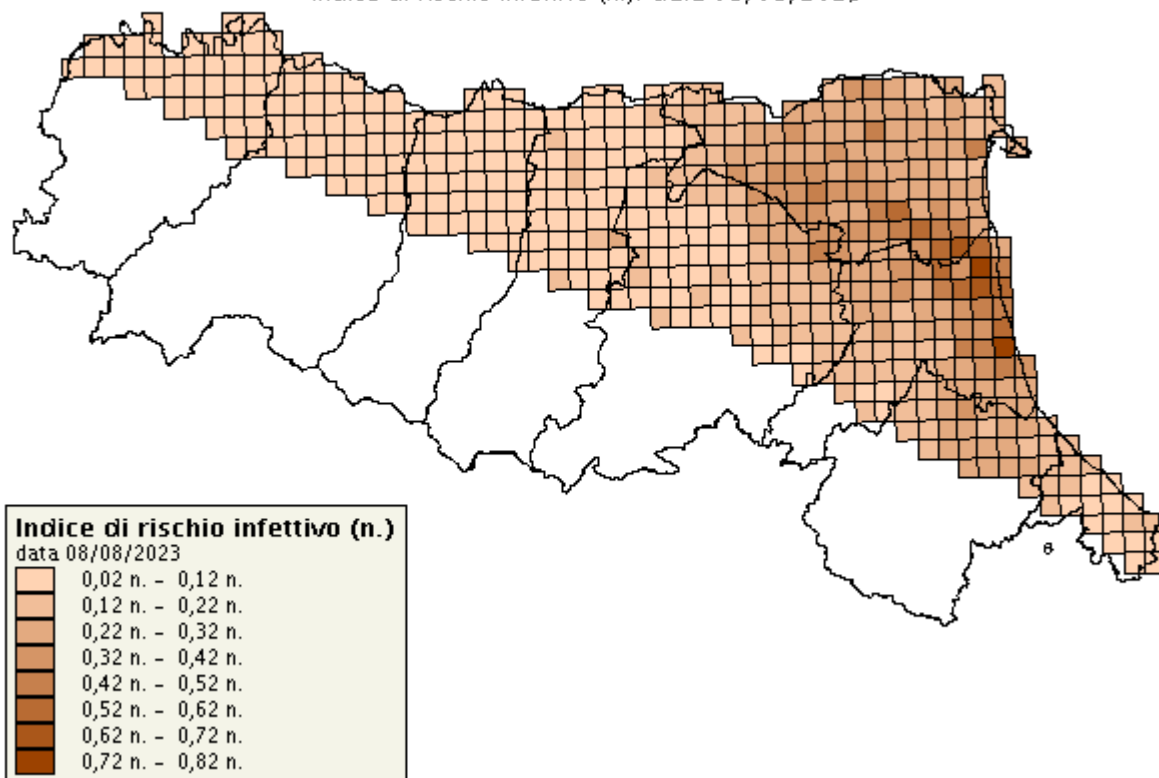 Indice di rischio infettivo (n.)
data 08/08/2023
0,02 n. - 0,12 n.
0,12 n. - 0,22 n.
0,22 n. - 0,32 n.
0,32 n. - 0,42 n.
0,42 n. - 0,52 n.
0,52 n. - 0,62 n.
0,62 n. - 0,72 n.
0,72 n. - 0,82 n.